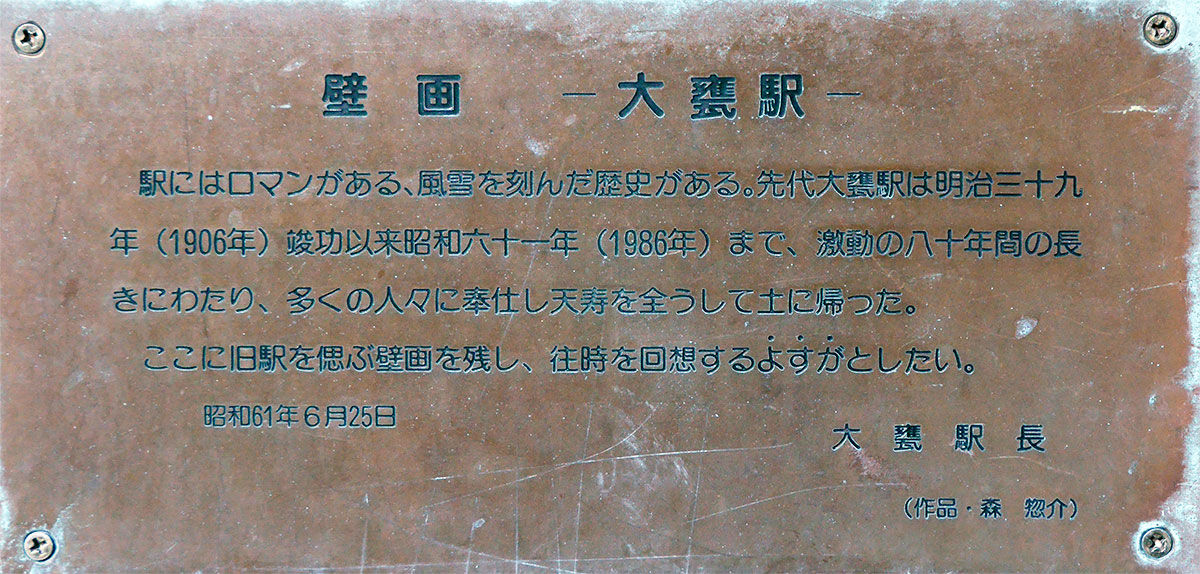 壁画 ー大甕駅ー
駅にはロマンがある、風雪を刻んだ歴史がある。先代大甕駅は明治三十九
年（1906年）竣功以来昭和六十一年（1986年）まで、激動の八十年間の長
きにわたり、多くの人々に奉仕し天寿を全うして土に帰った。
ここに旧駅を偲ぶ壁画を残し、往時を回想するよすがとしたい。
昭和61年6月25日
大甕駅長
（作品・森 惣介）